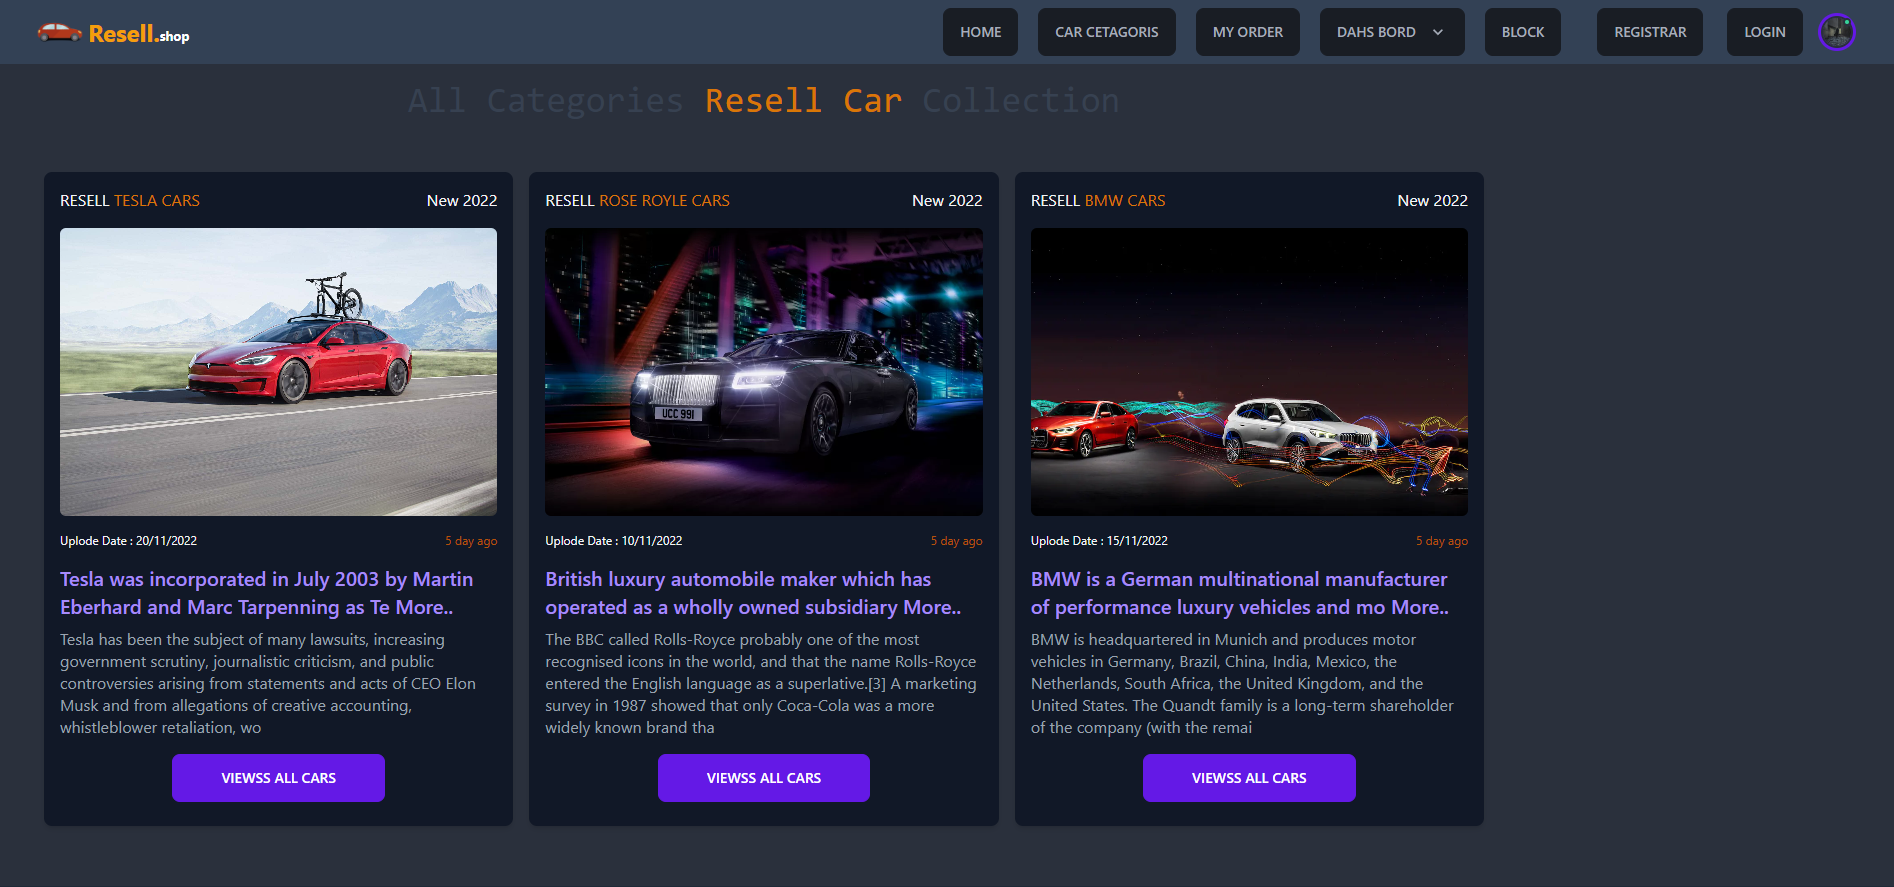 Resell.shop
HOME
CAR CETAGORIS
MY ORDER
DAHS BORD
BLOCK
REGISTRAR
LOGIN
All Categories Resell Car Collection
RESELL TESLA CARS
New 2022
Uplode Date : 20/11/2022
5 day ago
Tesla was incorporated in July 2003 by Martin
Eberhard and Marc Tarpenning as Te More..
Tesla has been the subject of many lawsuits, increasing
government scrutiny, journalistic criticism, and public
controversies arising from statements and acts of CEO Elon
Musk and from allegations of creative accounting,
whistleblower retaliation, wo
VIEWSS ALL CARS
RESELL ROSE ROYLE CARS
New 2022
UCC 991
Uplode Date : 10/11/2022
5 day ago
British luxury automobile maker which has
operated as a wholly owned subsidiary More..
The BBC called Rolls-Royce probably one of the most
recognised icons in the world, and that the name Rolls-Royce
entered the English language as a superlative.[3] A marketing
survey in 1987 showed that only Coca-Cola was a more
widely known brand tha
VIEWSS ALL CARS
RESELL BMW CARS
New 2022
Uplode Date : 15/11/2022
5 day ago
BMW is a German multinational manufacturer
of performance luxury vehicles and mo More..
BMW is headquartered in Munich and produces motor
vehicles in Germany, Brazil, China, India, Mexico, the
Netherlands, South Africa, the United Kingdom, and the
United States. The Quandt family is a long-term shareholder
of the company (with the remai
VIEWSS ALL CARS